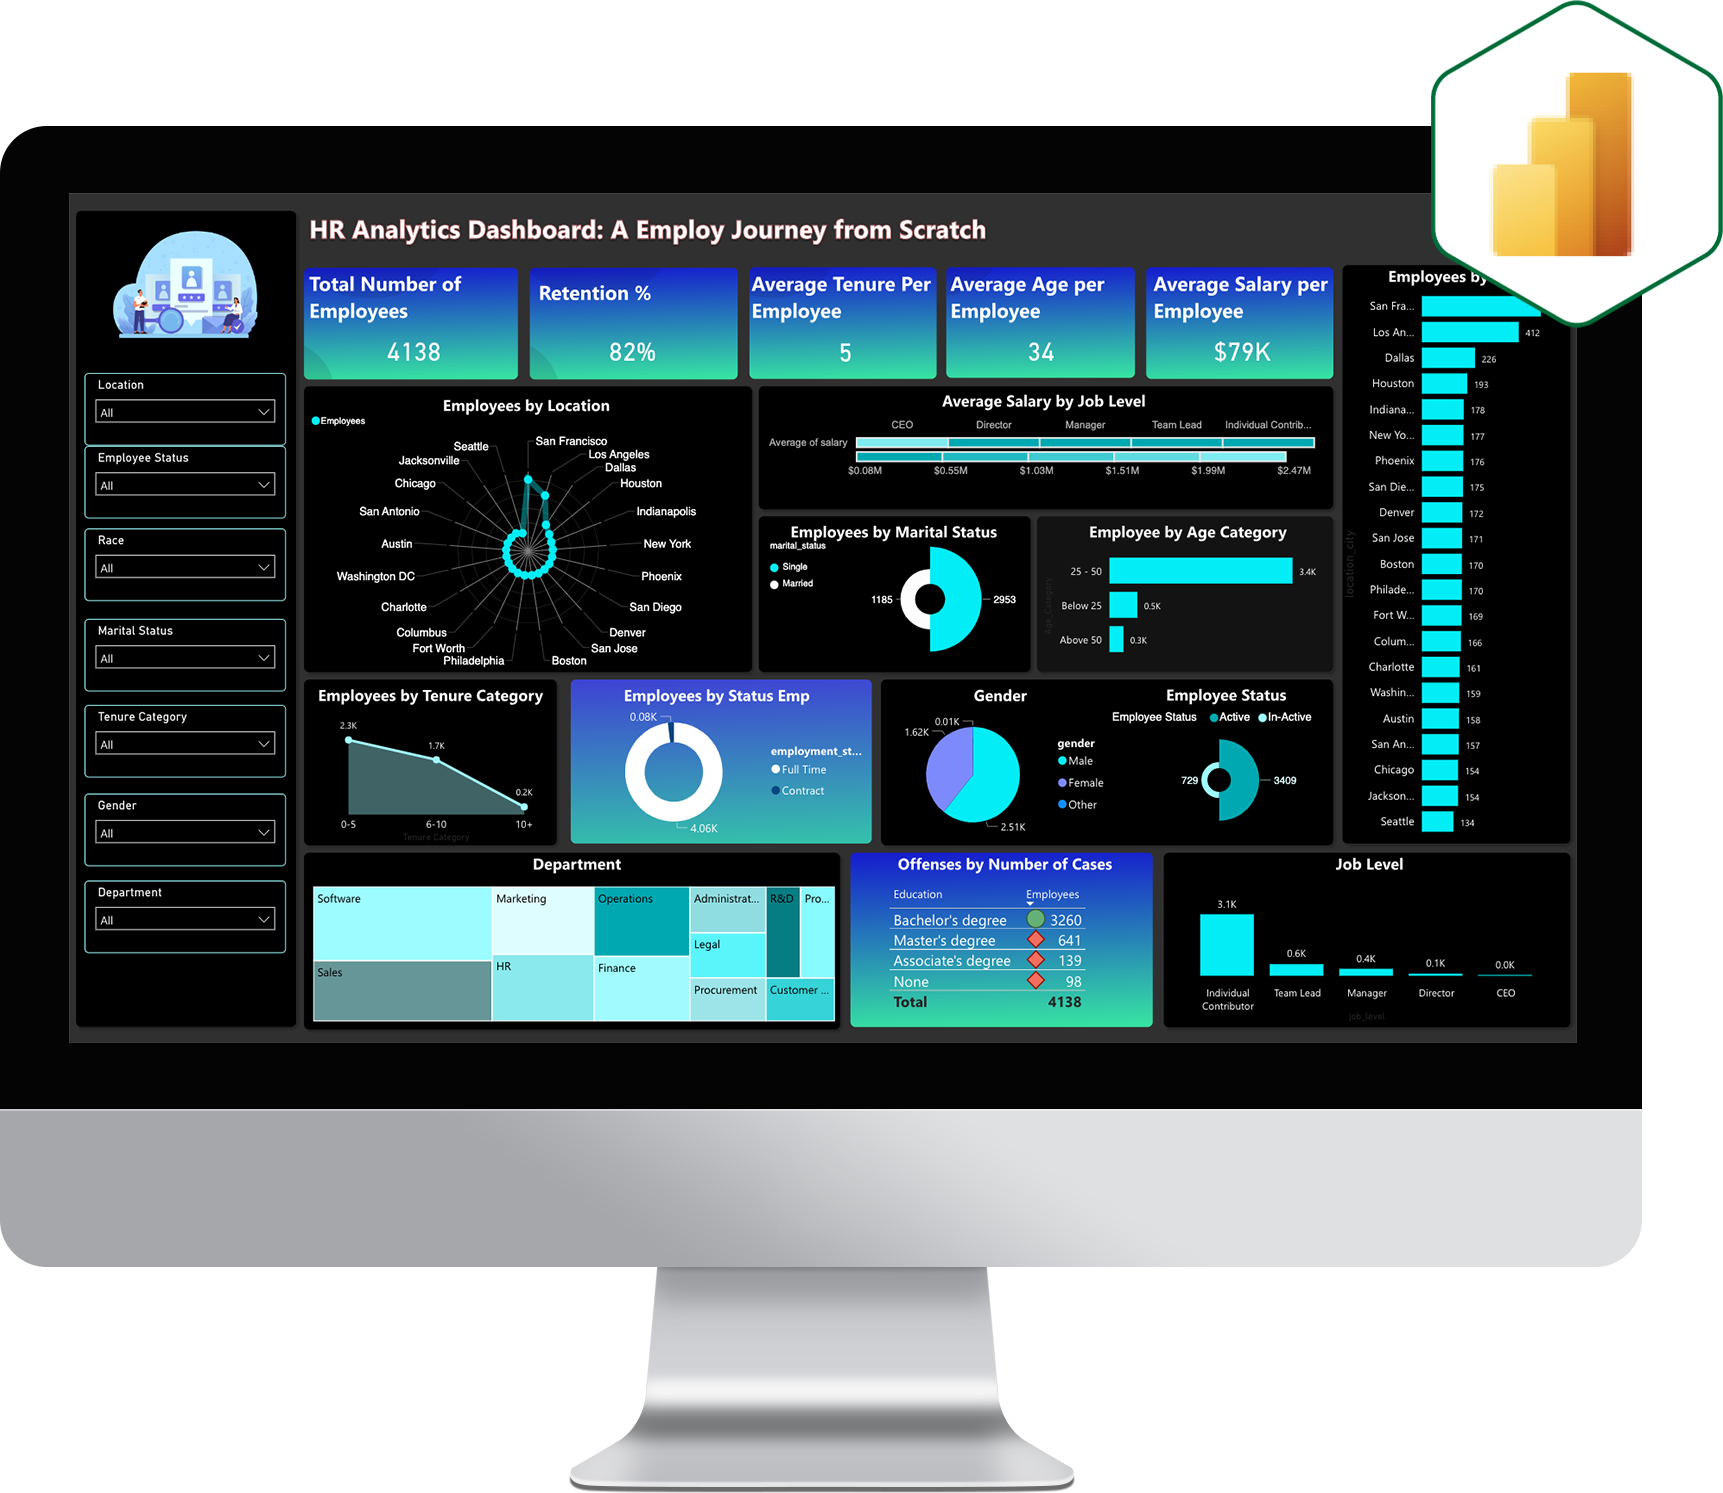 HR Analytics Dashboard: A Employ Journey from Scratch
Total Number of
Employees
4138
Retention %
82%
Average Tenure Per
Employee
5
Average Age per
Employee
34
Average Salary per
Employee
$79K
Location
All
Employee Status
All
Race
All
Marital Status
All
Tenure Category
All
Gender
All
Department
All
Employees by Location
Employees
San Francisco
Los Angeles
Dallas
Houston
Indianapolis
New York
Phoenix
San Diego
Denver
San Jose
Boston
Philadelphia
Fort Worth
Columbus
Charlotte
Washington DC
Austin
San Antonio
Chicago
Jacksonville
Seattle
Average Salary by Job Level
CEO Director Manager Team Lead Individual Contrib...
Average of salary
$0.08M $0.55M $1.03M $1.51M $1.99M $2.47M
Employees by Marital Status
marital_status
Single
Married
1185
2953
Employee by Age Category
Age Category
25 - 50 3.4K
Below 25 0.5K
Above 50 0.3K
Employees by
location_city
San Fra...
Los An... 412
Dallas 226
Houston 193
Indiana... 178
New Yo... 177
Phoenix 176
San Die... 175
Denver 172
San Jose 171
Boston 170
Philade... 170
Fort W... 169
Colum... 166
Charlotte 161
Washin... 159
Austin 158
San An... 157
Chicago 154
Jackson... 154
Seattle 134
Employees by Tenure Category
2.3K
1.7K
0.2K
0-5 6-10 10+
Tenure Category
Employees by Status Emp
0.08K
4.06K
employment_st...
Full Time
Contract
Gender
0.01K
1.62K
2.51K
gender
Male
Female
Other
Employee Status
Employee Status Active In-Active
729
3409
Department
Software
Sales
Marketing
HR
Operations
Finance
Administrat...
Legal
Procurement
R&D
Pro...
Customer ...
Offenses by Number of Cases
Education Employees
Bachelor's degree 3260
Master's degree 641
Associate's degree 139
None 98
Total 4138
Job Level
3.1K
0.6K
0.4K
0.1K
0.0K
Individual
Contributor
Team Lead
Manager
Director
CEO
job_level